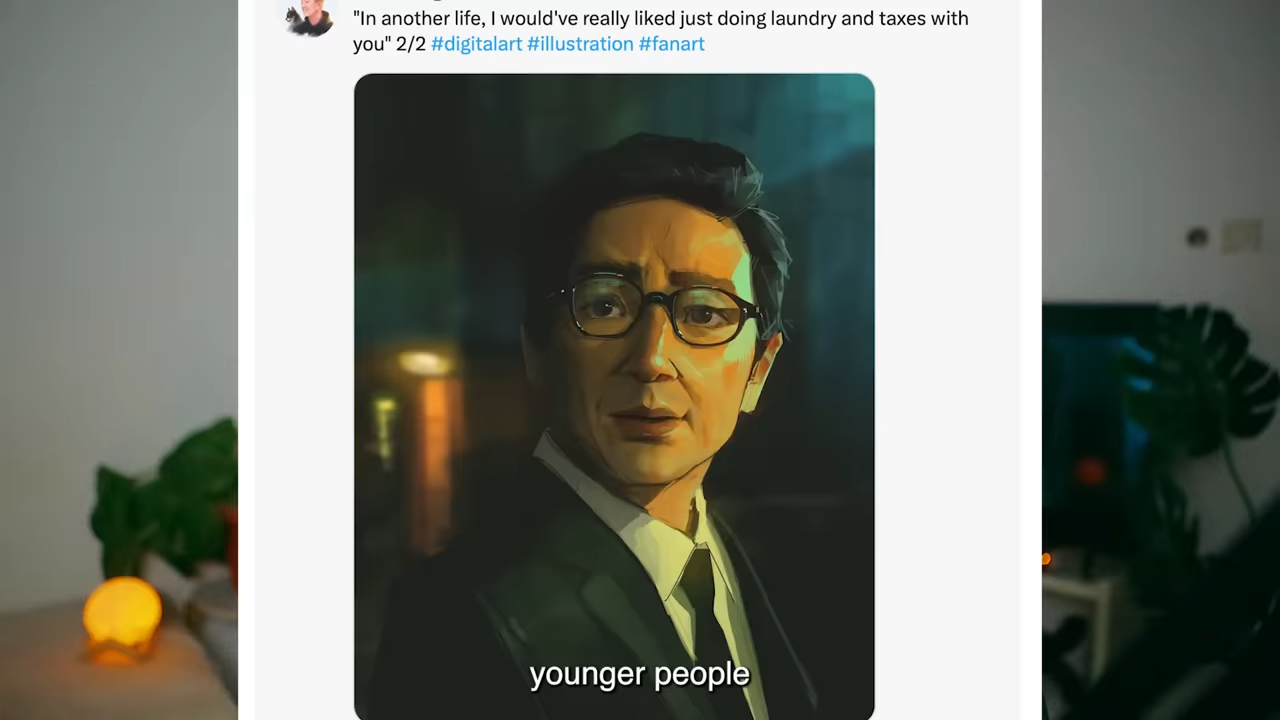 "In another life, I would've really liked just doing laundry and taxes with
you" 2/2 #digitalart #illustration #fanart
younger people